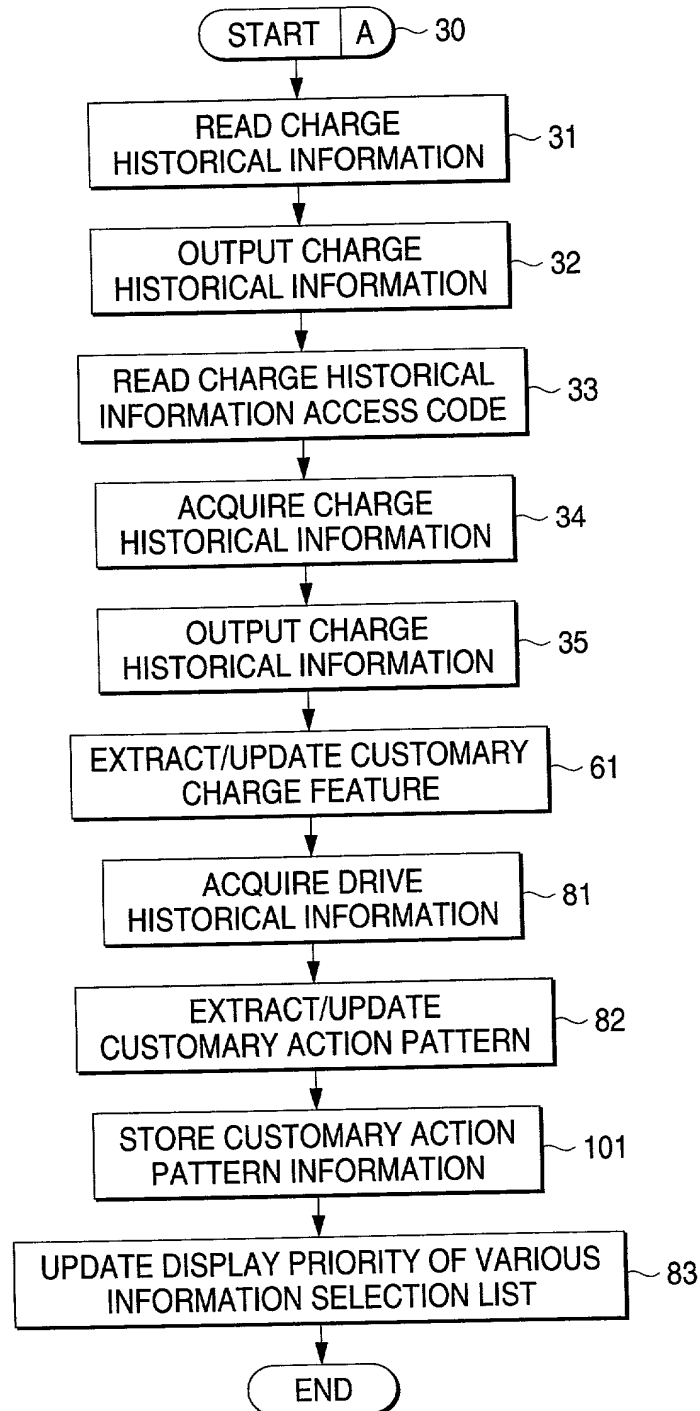 START A 30
READ CHARGE
HISTORICAL INFORMATION
31
OUTPUT CHARGE
HISTORICAL INFORMATION
32
READ CHARGE HISTORICAL
INFORMATION ACCESS CODE
33
ACQUIRE CHARGE
HISTORICAL INFORMATION
34
OUTPUT CHARGE
HISTORICAL INFORMATION
35
EXTRACT/UPDATE CUSTOMARY
CHARGE FEATURE
61
ACQUIRE DRIVE
HISTORICAL INFORMATION
81
EXTRACT/UPDATE
CUSTOMARY ACTION PATTERN
82
STORE CUSTOMARY ACTION
PATTERN INFORMATION
101
UPDATE DISPLAY PRIORITY OF VARIOUS
INFORMATION SELECTION LIST
83
END